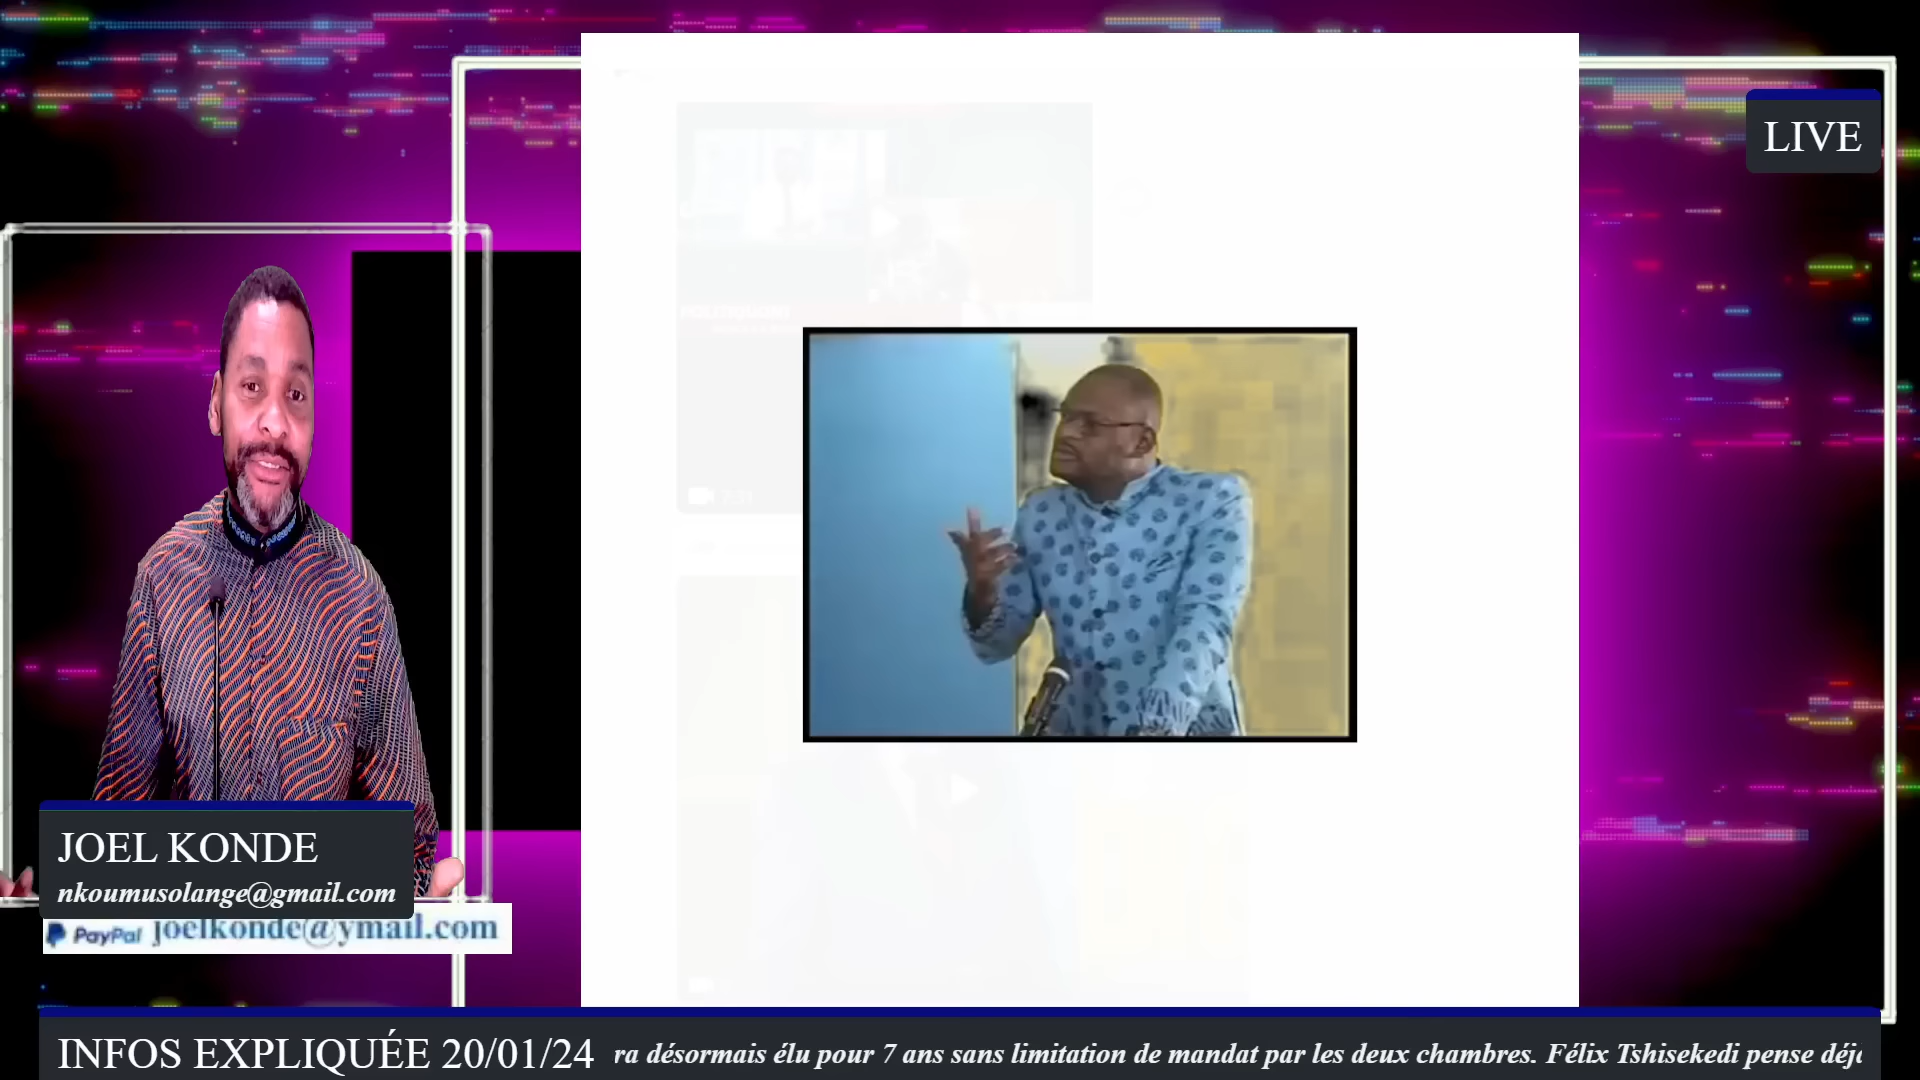 LIVE
JOEL KONDE
nkoumusolange@gmail.com
PayPal joelkonde@ymail.com
INFOS EXPLIQUÉE 20/01/24
ra désormais élu pour 7 ans sans limitation de mandat par les deux chambres. Félix Tshisekedi pense déjà